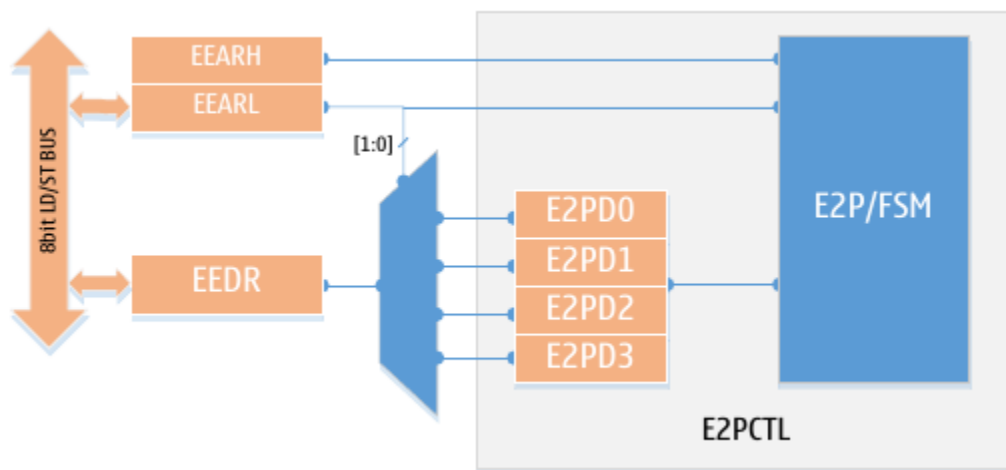 8bit LD/ST BUS
EEARH
EEARL
[1:0]
EEDR
E2PD0
E2PD1
E2PD2
E2PD3
E2P/FSM
E2PCTL